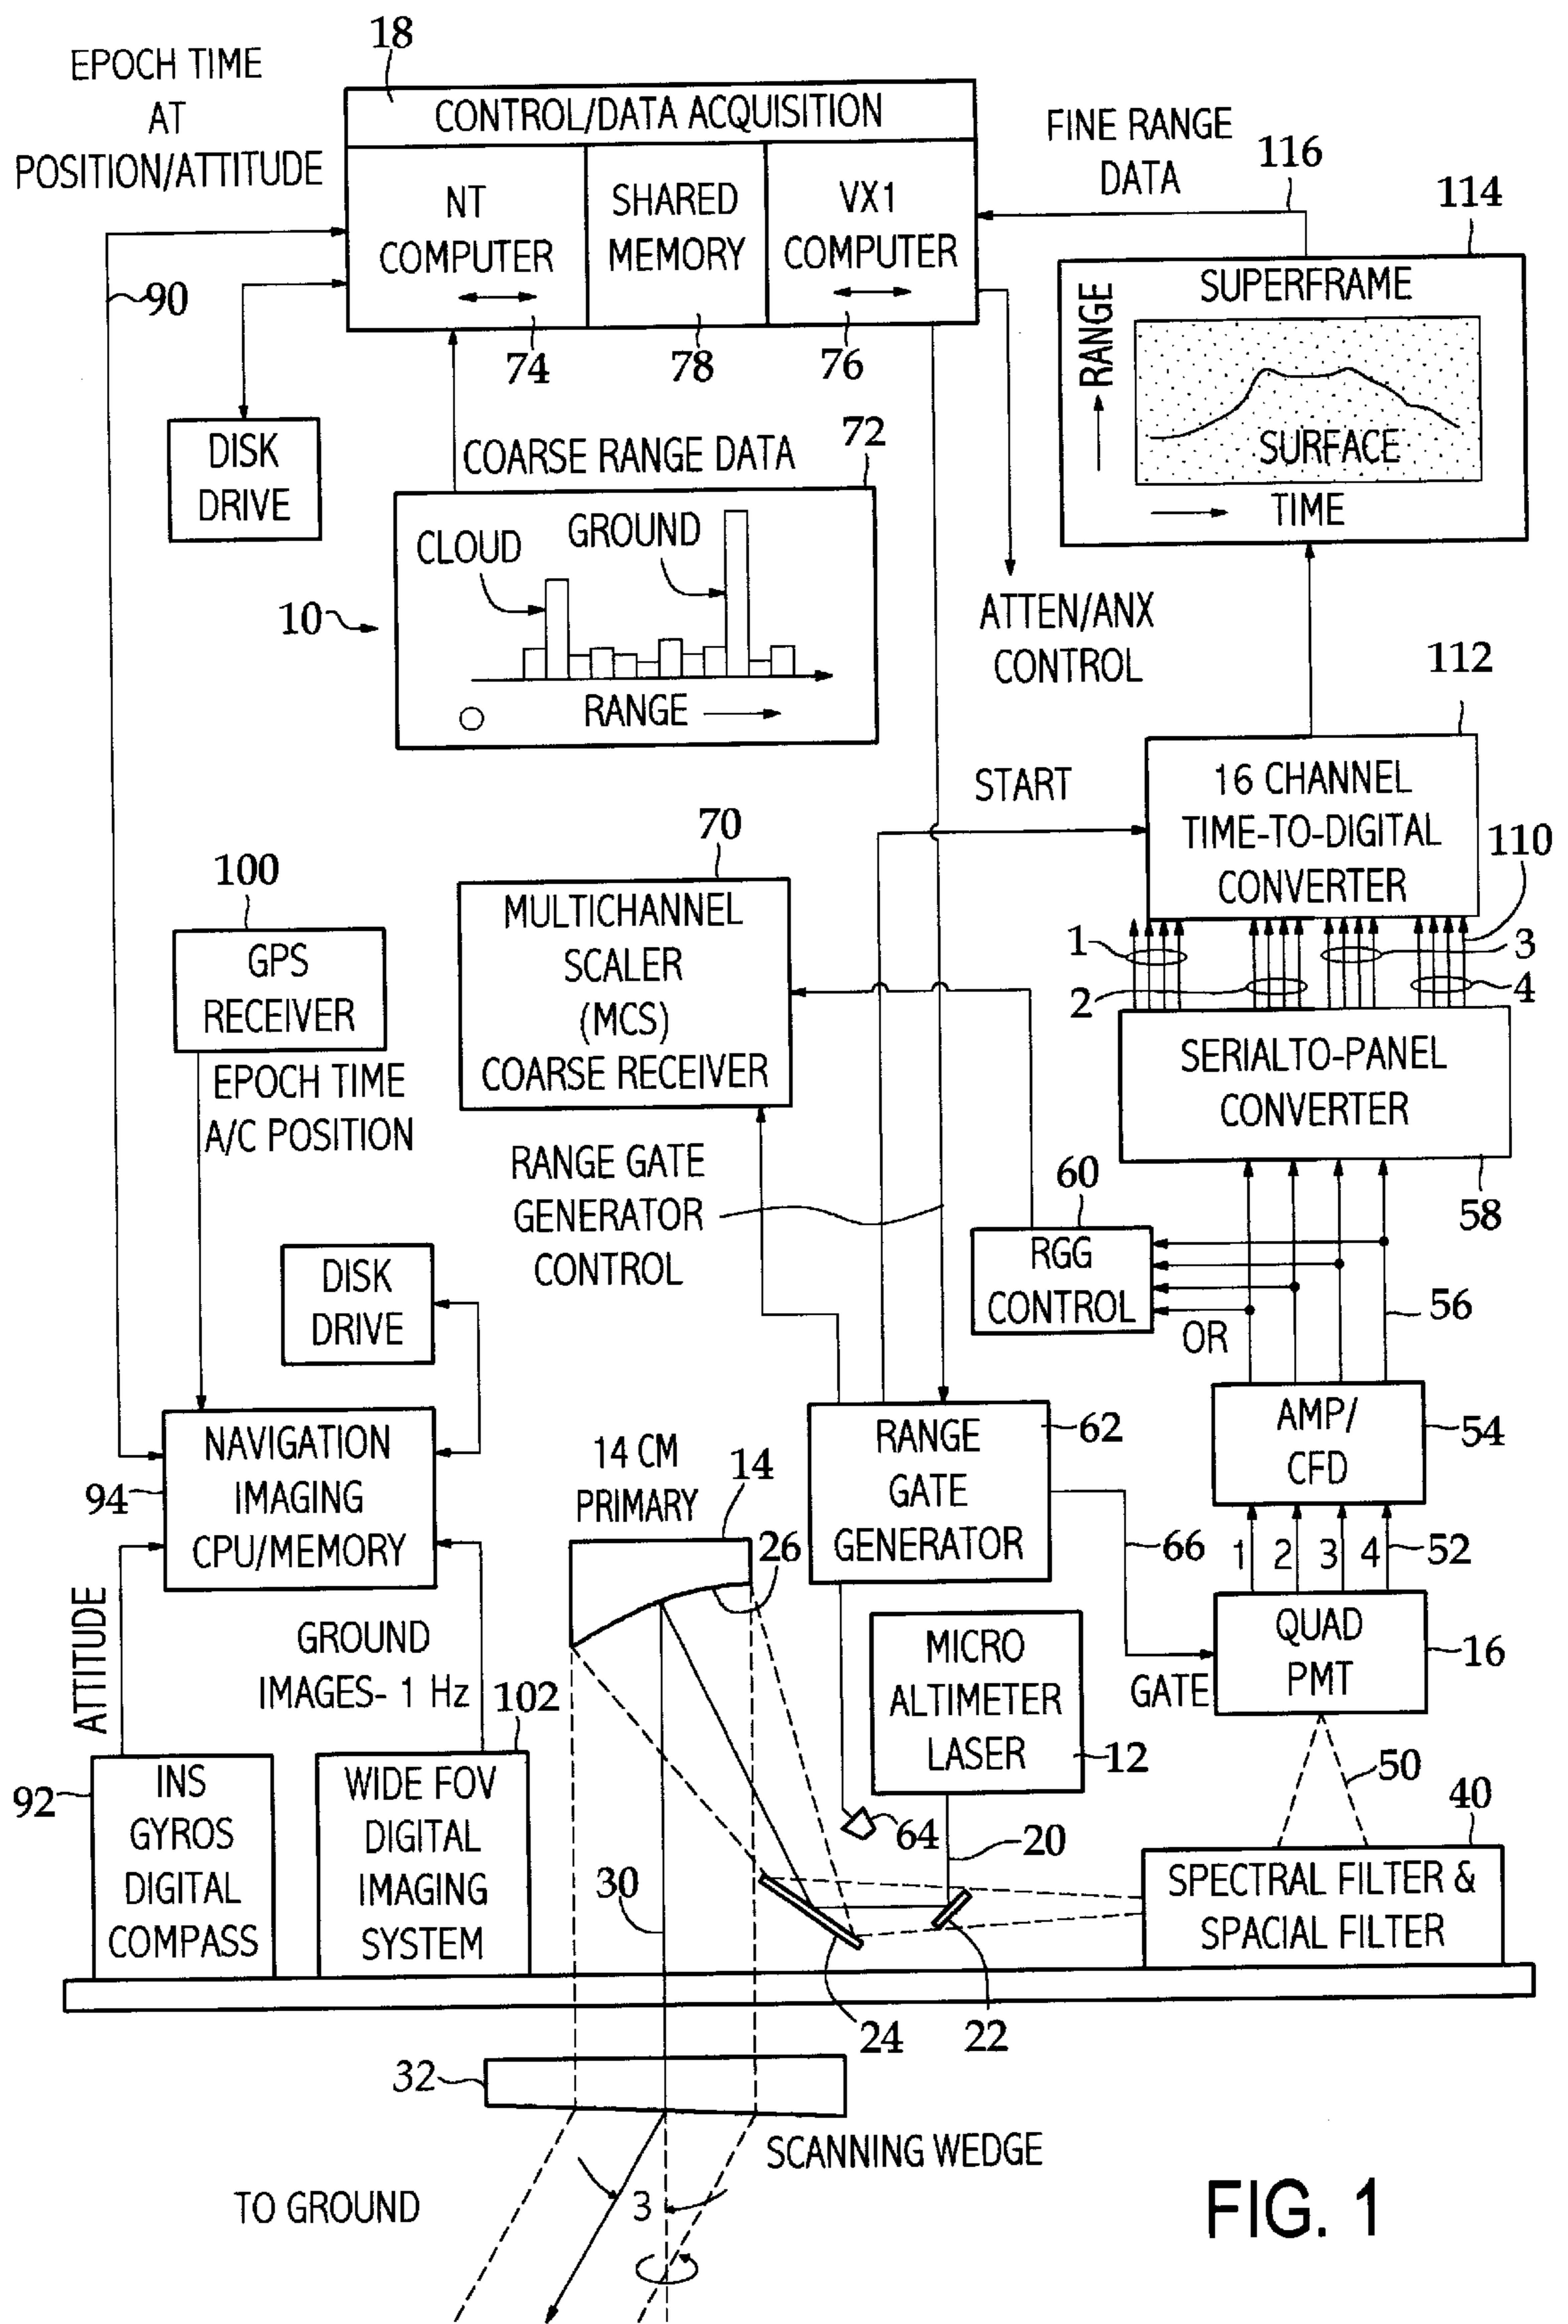 18
EPOCH TIME
AT
POSITION/ATTITUDE
CONTROL/DATA ACQUISITION
NT
COMPUTER
SHARED
MEMORY
VX1
COMPUTER
FINE RANGE
DATA
116
114
90
74
78
76
SUPERFRAME
RANGE
SURFACE
TIME
DISK
DRIVE
COARSE RANGE DATA
72
CLOUD
GROUND
RANGE
10
ATTEN/ANX
CONTROL
112
START
16 CHANNEL
TIME-TO-DIGITAL
CONVERTER
110
70
MULTICHANNEL
SCALER
(MCS)
COARSE RECEIVER
100
GPS
RECEIVER
EPOCH TIME
A/C POSITION
1
2
3
4
SERIALTO-PANEL
CONVERTER
58
RANGE GATE
GENERATOR
CONTROL
60
RGG
CONTROL
OR
56
DISK
DRIVE
NAVIGATION
IMAGING
CPU/MEMORY
94
14 CM
PRIMARY
14
26
RANGE
GATE
GENERATOR
62
AMP/
CFD
54
1
2
3
4
52
66
QUAD
PMT
16
GATE
ATTITUDE
GROUND
IMAGES- 1 Hz
102
MICRO
ALTIMETER
LASER
12
50
92
INS
GYROS
DIGITAL
COMPASS
WIDE FOV
DIGITAL
IMAGING
SYSTEM
30
64
20
40
SPECTRAL FILTER &
SPACIAL FILTER
24
22
32
SCANNING WEDGE
TO GROUND
3
FIG. 1